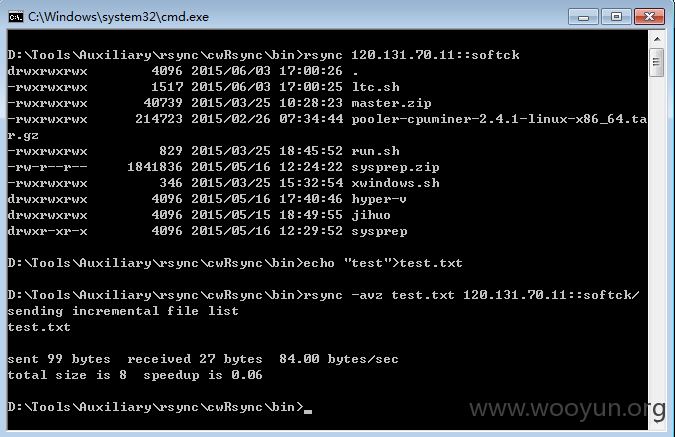 C:\Windows\system32\cmd.exe
D:\Tools\Auxiliary\rsync\cwRsync\bin>rsync 120.131.70.11::softck
drwxrwxrwx        4096 2015/06/03 17:00:26 .
-rwxrwxrwx        1517 2015/06/03 17:00:25 ltc.sh
-rwxrwxrwx       40739 2015/03/25 10:28:23 master.zip
-rwxrwxrwx      214723 2015/02/26 07:34:44 pooler-cpuminer-2.4.1-linux-x86_64.ta
r.gz
-rwxrwxrwx         829 2015/03/25 18:45:52 run.sh
-rw-r--r--     1841836 2015/05/16 12:24:22 sysprep.zip
-rwxrwxrwx         346 2015/03/25 15:32:54 xwindows.sh
drwxrwxrwx        4096 2015/05/16 17:40:46 hyper-v
drwxrwxrwx        4096 2015/05/15 18:49:55 jihuo
drwxr-xr-x        4096 2015/05/16 12:29:52 sysprep
D:\Tools\Auxiliary\rsync\cwRsync\bin>echo "test">test.txt
D:\Tools\Auxiliary\rsync\cwRsync\bin>rsync -avz test.txt 120.131.70.11::softck/
sending incremental file list
test.txt
sent 99 bytes  received 27 bytes  84.00 bytes/sec
total size is 8  speedup is 0.06
D:\Tools\Auxiliary\rsync\cwRsync\bin>_
www.wooyun.org